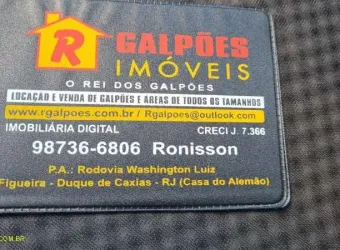 R GALPÕES
IMÓVEIS
O REI DOS GALPÕES
LOCAÇÃO E VENDA DE GALPÕES E AREAS DE TODOS OS TAMANHOS
www.rgalpoes.com.br / Rgalpoes@outlook.com
IMOBILIÁRIA DIGITAL CRECI J. 7.366
98736-6806 Ronisson
P.A.: Rodovia Washington Luiz
Figueira - Duque de Caxias - RJ (Casa do Alemão)